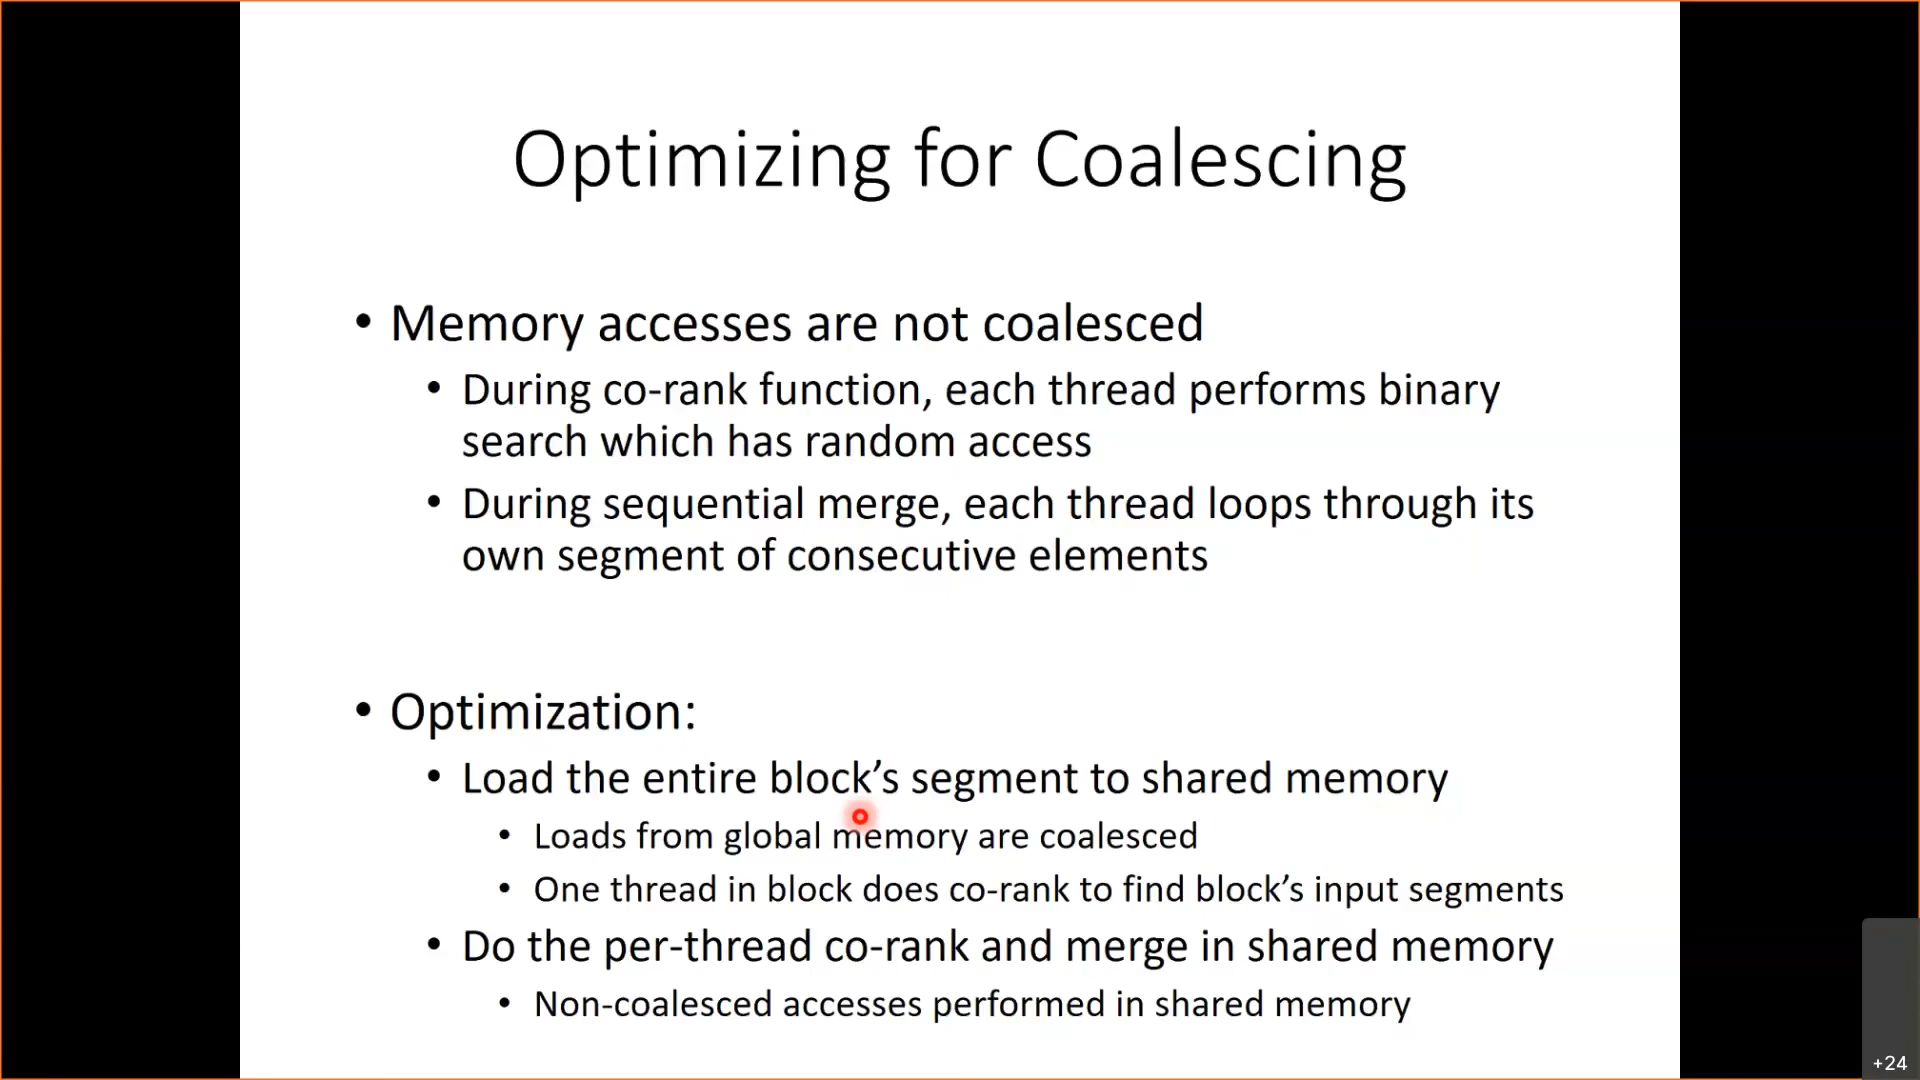 Optimizing for Coalescing
• Memory accesses are not coalesced
• During co-rank function, each thread performs binary
search which has random access
• During sequential merge, each thread loops through its
own segment of consecutive elements
• Optimization:
• Load the entire block’s segment to shared memory
• Loads from global memory are coalesced
• One thread in block does co-rank to find block’s input segments
• Do the per-thread co-rank and merge in shared memory
• Non-coalesced accesses performed in shared memory
+24